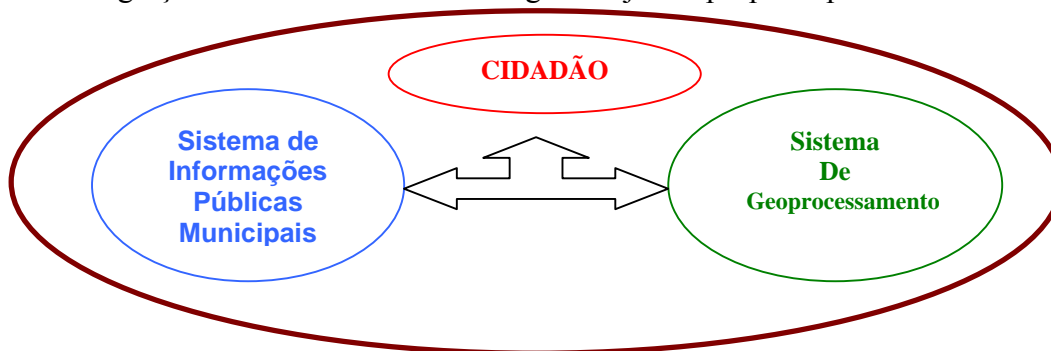 CIDADÃO
Sistema de
Informações
Públicas
Municipais
Sistema
De
Geoprocessamento